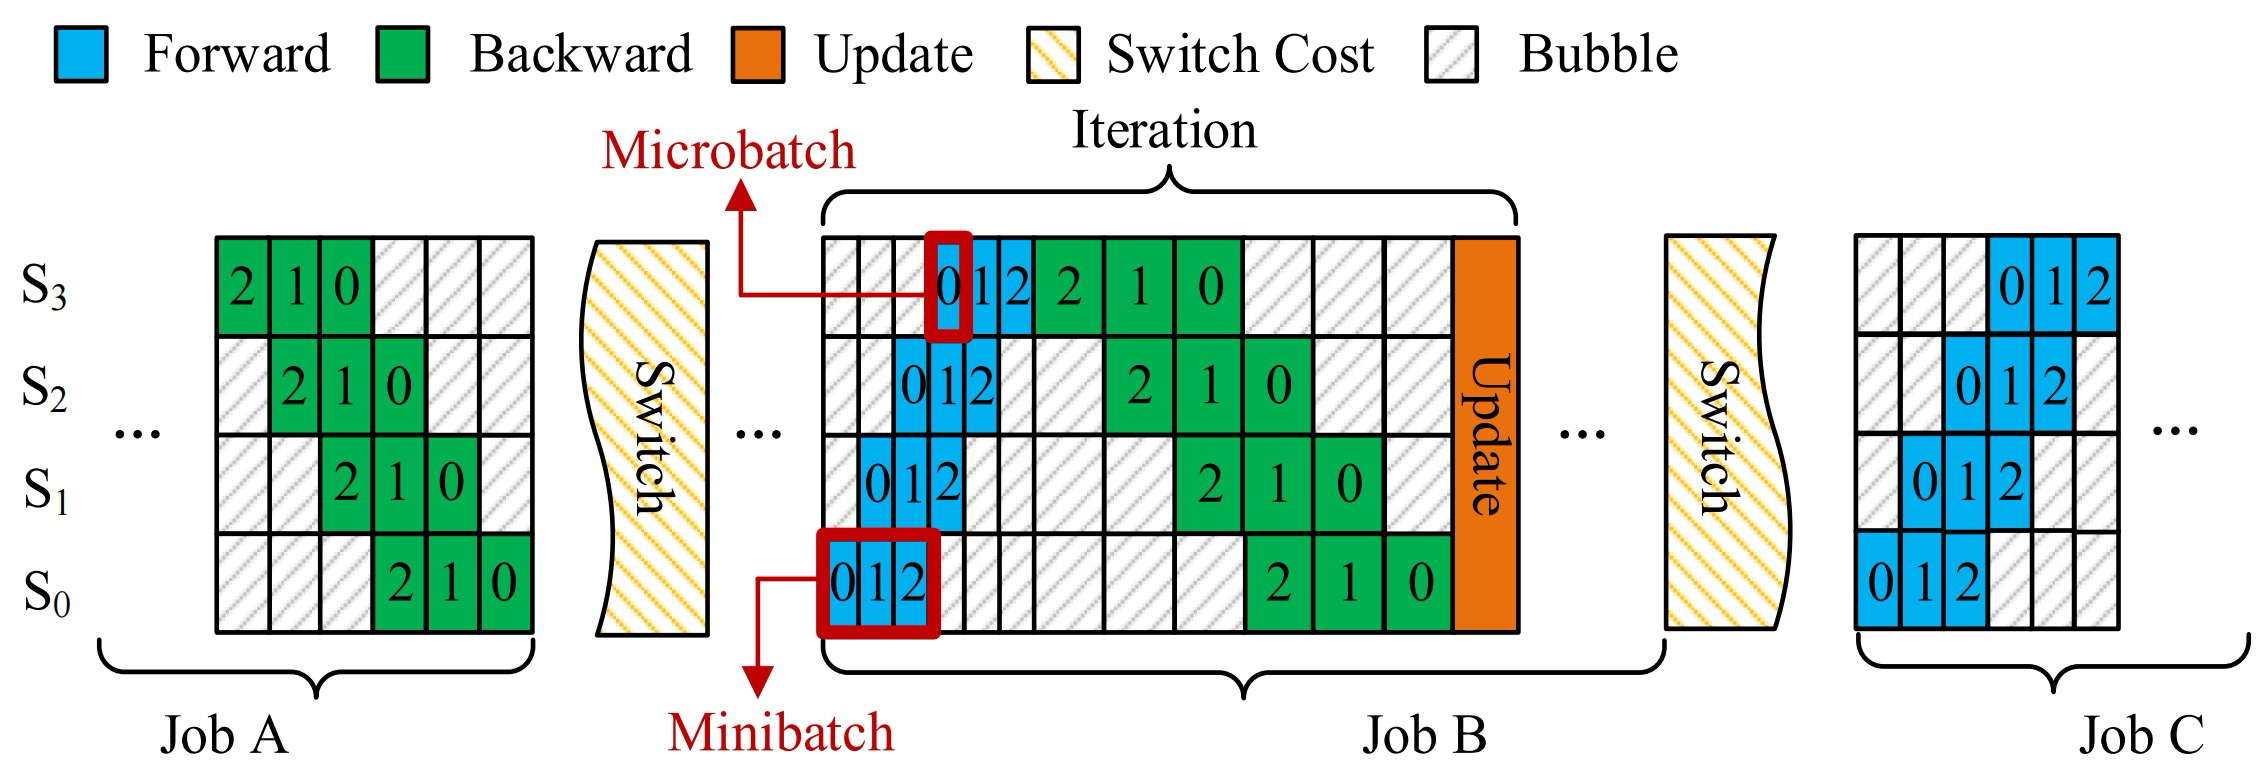 Forward Backward Update Switch Cost Bubble
Iteration
Microbatch
S3 2 1 0 0 1 2 2 1 0 0 1 2
S2 2 1 0 0 1 2 2 1 0 0 1 2
... Switch ... Update ... Switch ...
S1 2 1 0 0 1 2 2 1 0 0 1 2
S0 2 1 0 0 1 2 2 1 0 0 1 2
Job A Minibatch Job B Job C